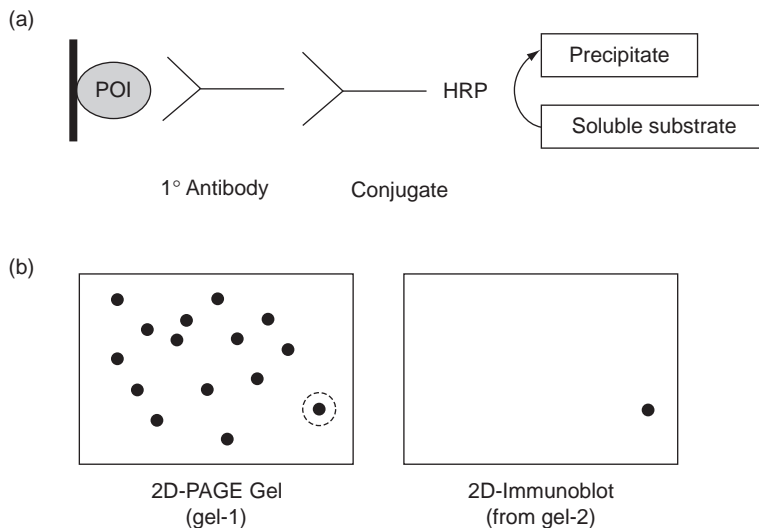 (a)
POI
HRP
Precipitate
Soluble substrate
1° Antibody
Conjugate
(b)
2D-PAGE Gel
(gel-1)
2D-Immunoblot
(from gel-2)